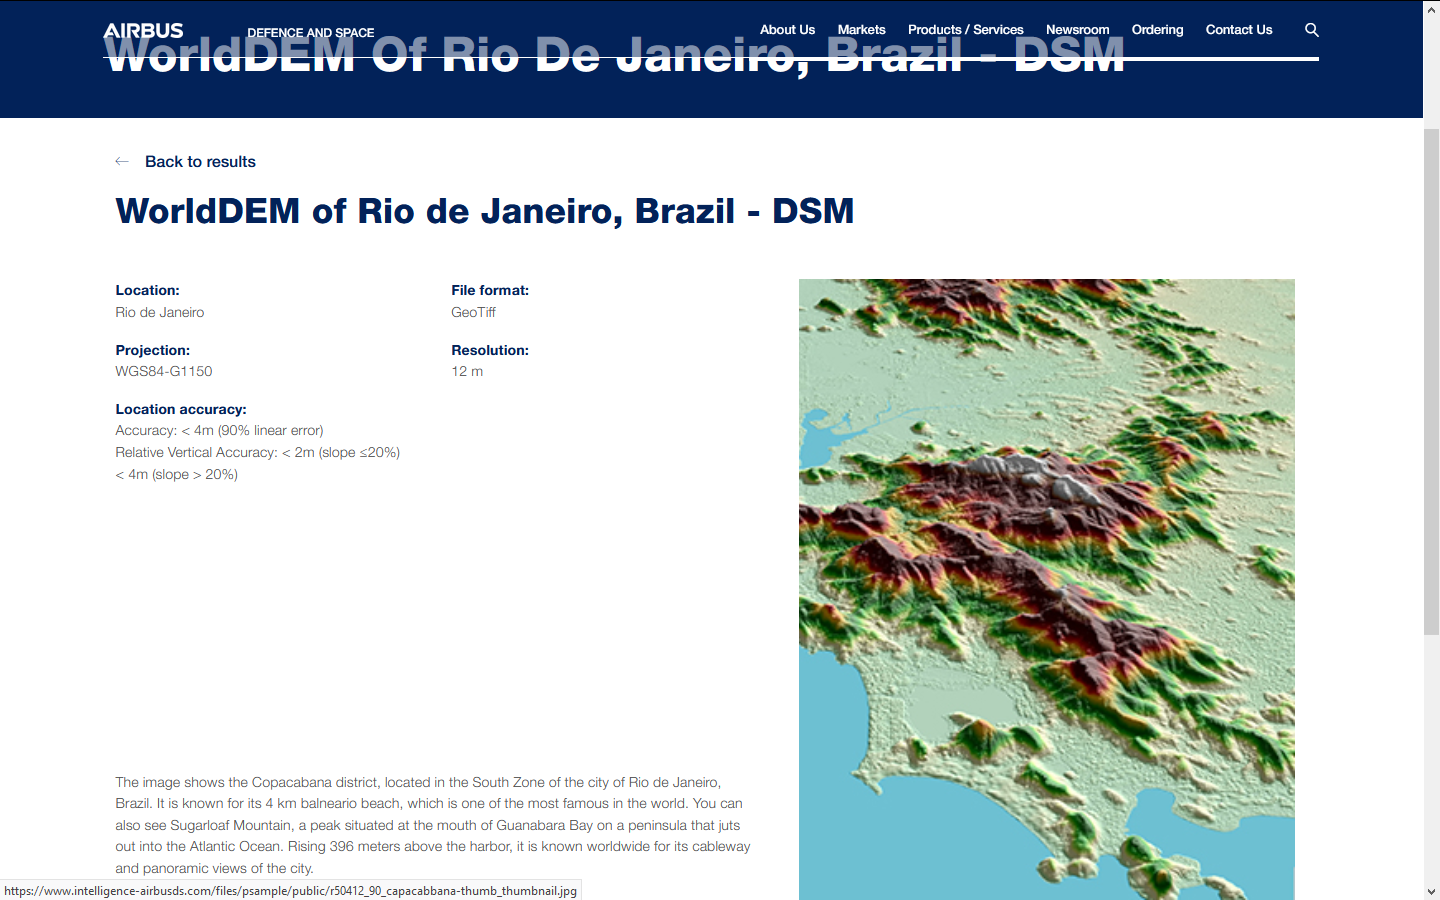 AIRBUS
DEFENCE AND SPACE
About Us
Markets
Products / Services
Newsroom
Ordering
Contact Us
WorldDEM Of Rio De Janeiro, Brazil - DSM
Back to results
WorldDEM of Rio de Janeiro, Brazil - DSM
Location:
Rio de Janeiro
File format:
GeoTiff
Projection:
WGS84-G1150
Resolution:
12 m
Location accuracy:
Accuracy: < 4m (90% linear error)
Relative Vertical Accuracy: < 2m (slope ≤20%)
< 4m (slope > 20%)
The image shows the Copacabana district, located in the South Zone of the city of Rio de Janeiro,
Brazil. It is known for its 4 km balneario beach, which is one of the most famous in the world. You can
also see Sugarloaf Mountain, a peak situated at the mouth of Guanabara Bay on a peninsula that juts
out into the Atlantic Ocean. Rising 396 meters above the harbor, it is known worldwide for its cableway
and panoramic views of the city.
https://www.intelligence-airbusds.com/files/psample/public/r50412_90_capacabbana-thumb_thumbnail.jpg